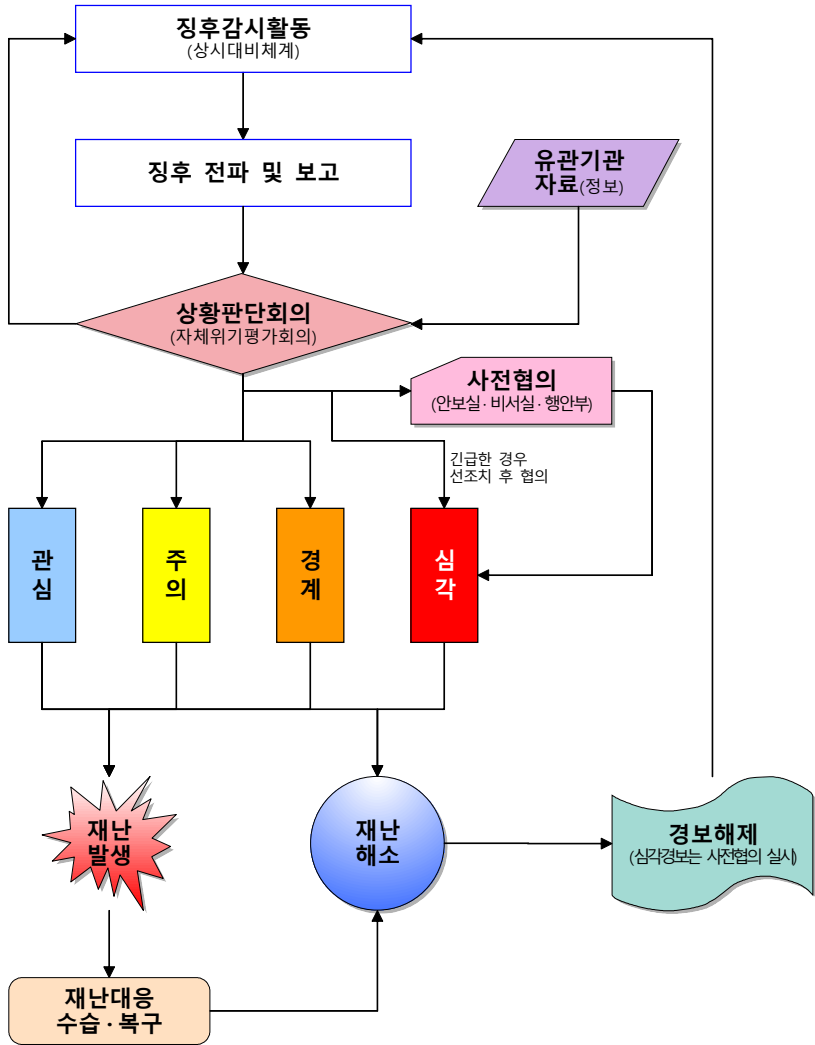 징후감시활동
(상시대비체계)
징후 전파 및 보고
유관기관
자료(정보)
상황판단회의
(자체위기평가회의)
사전협의
(안보실·비서실·행안부)
긴급한 경우
선조치 후 협의
관
심
주
의
경
계
심
각
재난
발생
재난
해소
경보해제
(심각경보는 사전협의 실시)
재난대응
수습·복구